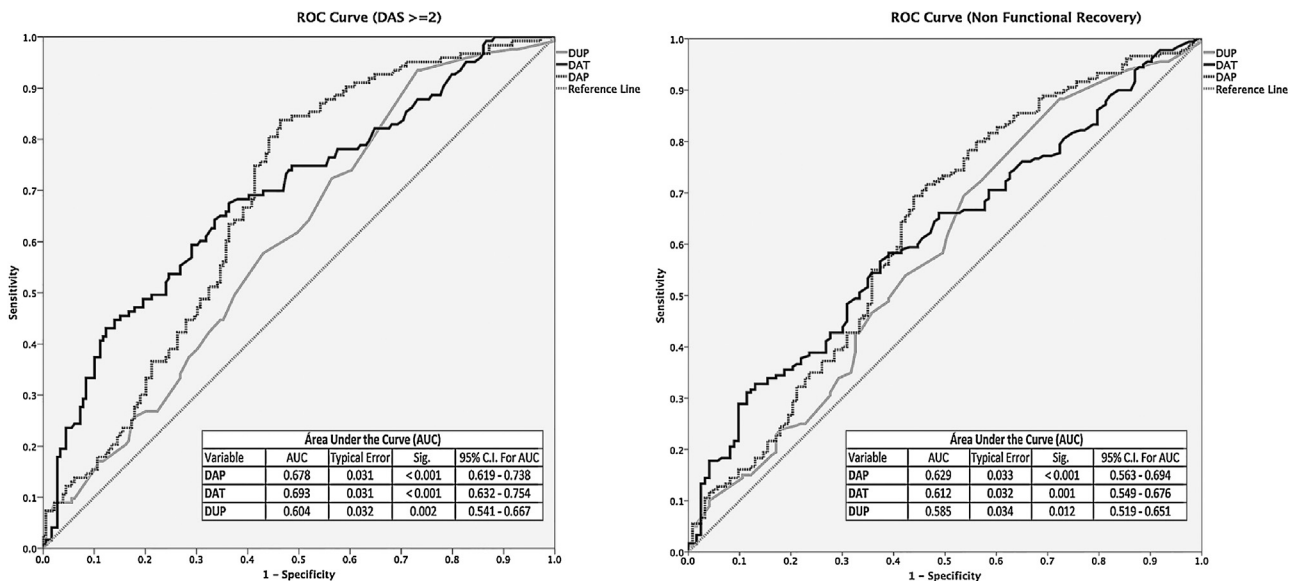 ROC Curve (DAS >=2)
Sensitivity
1.0
0.9
0.8
0.7
0.6
0.5
0.4
0.3
0.2
0.1
0.0
0.0 0.1 0.2 0.3 0.4 0.5 0.6 0.7 0.8 0.9 1.0
1 – Specificity
DUP
DAT
DAP
Reference Line
Área Under the Curve (AUC)
Variable AUC Typical Error Sig. 95% C.I. For AUC
DAP 0.678 0.031 <0.001 0.619 - 0.738
DAT 0.693 0.031 <0.001 0.632 - 0.754
DUP 0.604 0.032 0.002 0.541 - 0.667
ROC Curve (Non Functional Recovery)
Sensitivity
1.0
0.9
0.8
0.7
0.6
0.5
0.4
0.3
0.2
0.1
0.0
0.0 0.1 0.2 0.3 0.4 0.5 0.6 0.7 0.8 0.9 1.0
1 – Specificity
DUP
DAT
DAP
Reference Line
Área Under the Curve (AUC)
Variable AUC Typical Error Sig. 95% C.I. For AUC
DAP 0.629 0.033 <0.001 0.563 - 0.694
DAT 0.612 0.032 0.001 0.549 - 0.676
DUP 0.585 0.034 0.012 0.519 - 0.651